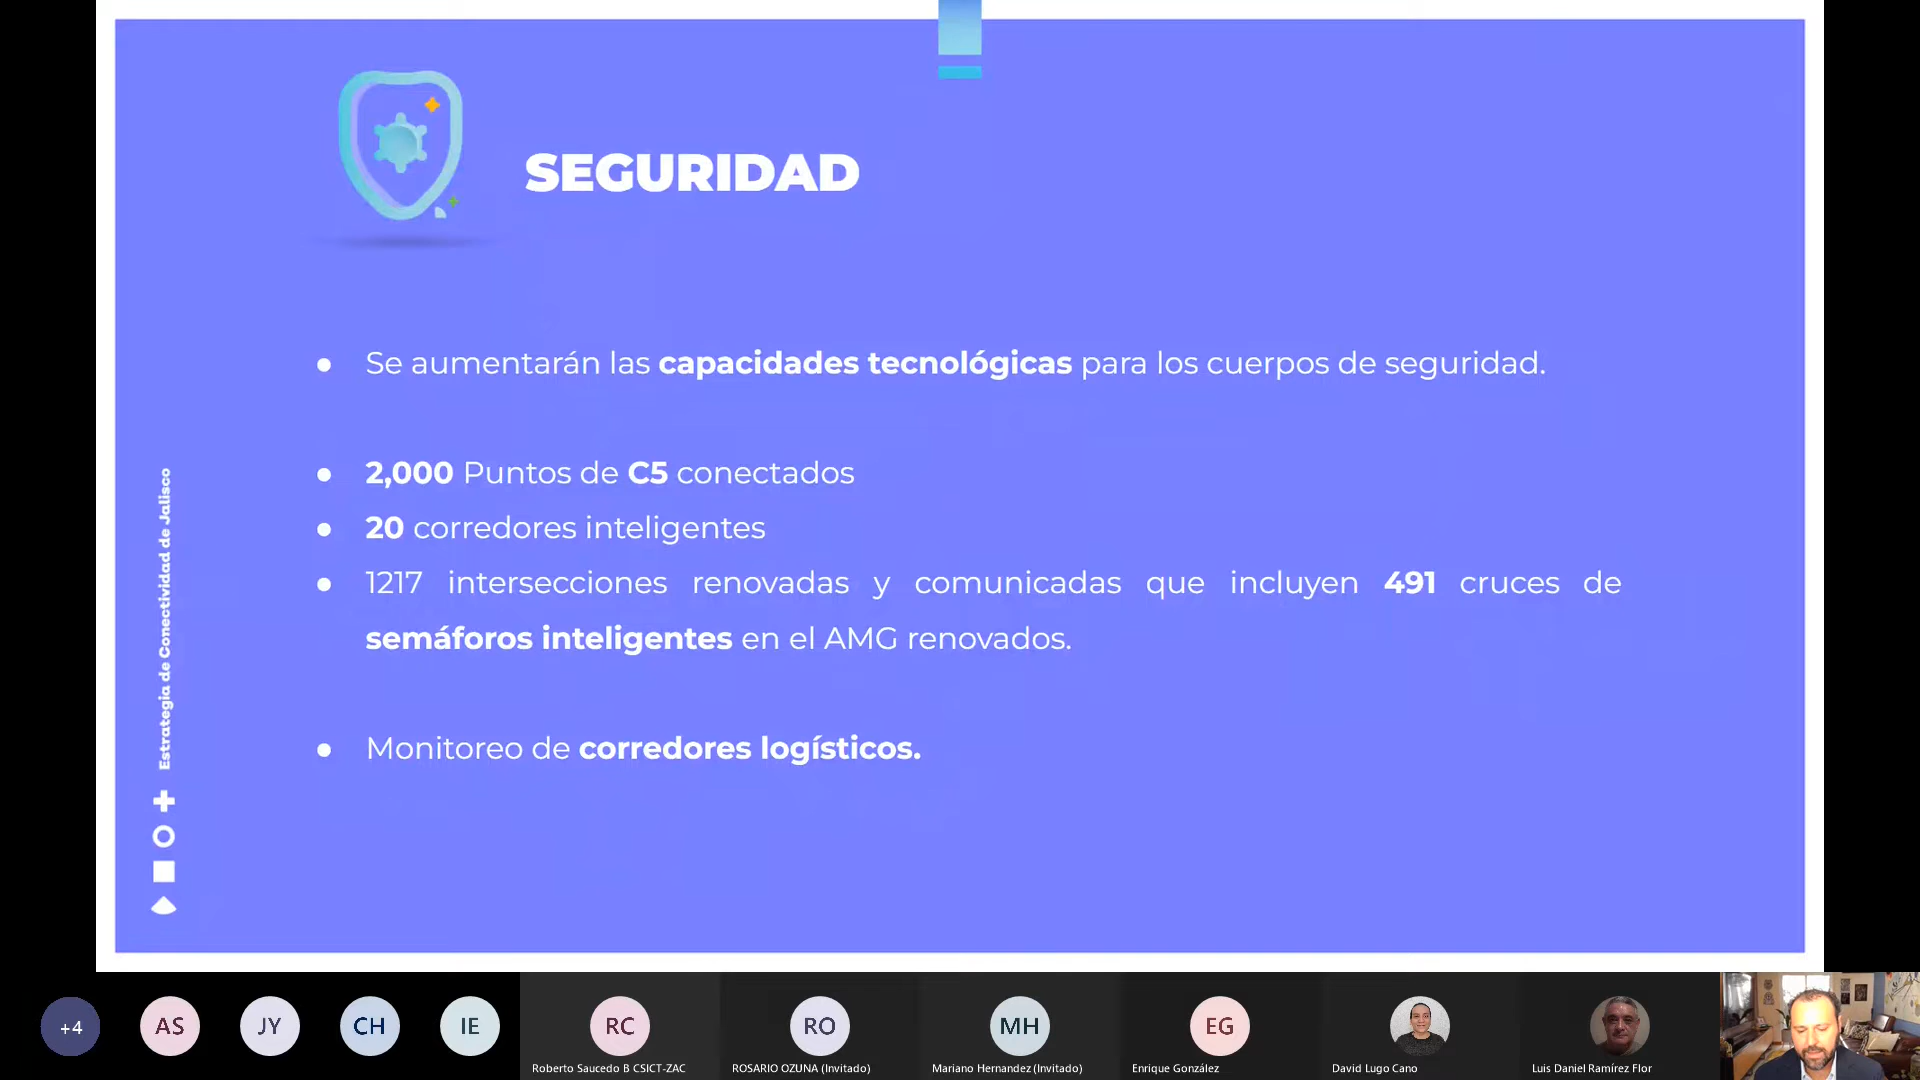 SEGURIDAD
Se aumentarán las capacidades tecnológicas para los cuerpos de seguridad.
2,000 Puntos de C5 conectados
20 corredores inteligentes
1217 intersecciones renovadas y comunicadas que incluyen 491 cruces de
semáforos inteligentes en el AMG renovados.
Monitoreo de corredores logísticos.
Estrategia de Conectividad de Jalisco
+4
AS
JY
CH
IE
RC
RO
MH
EG
Roberto Saucedo B CSICT-ZAC
ROSARIO OZUNA (Invitado)
Mariano Hernandez (Invitado)
Enrique González
David Lugo Cano
Luis Daniel Ramírez Flor